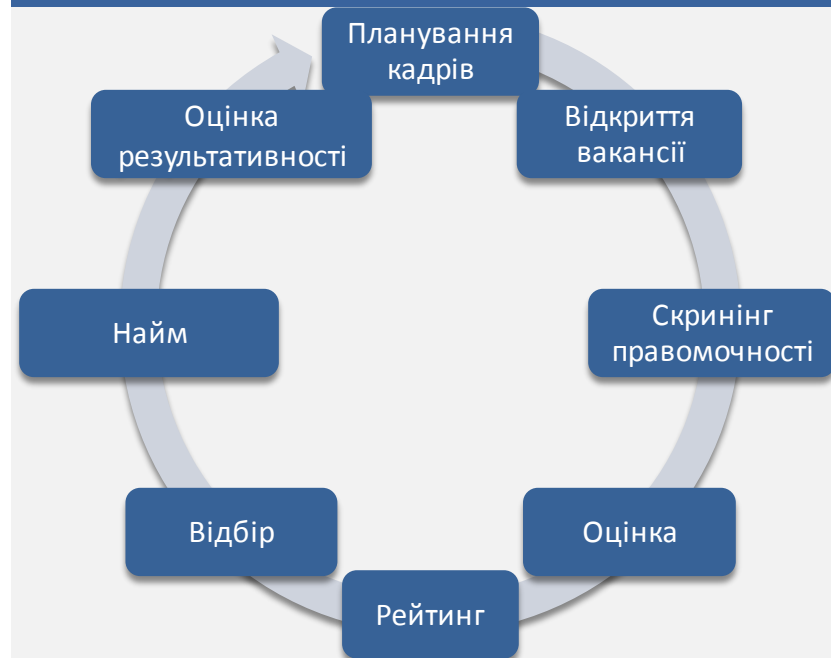 Планування
кадрів
Відкриття
вакансії
Скринінг
правомочності
Оцінка
Рейтинг
Відбір
Найм
Оцінка
результативності